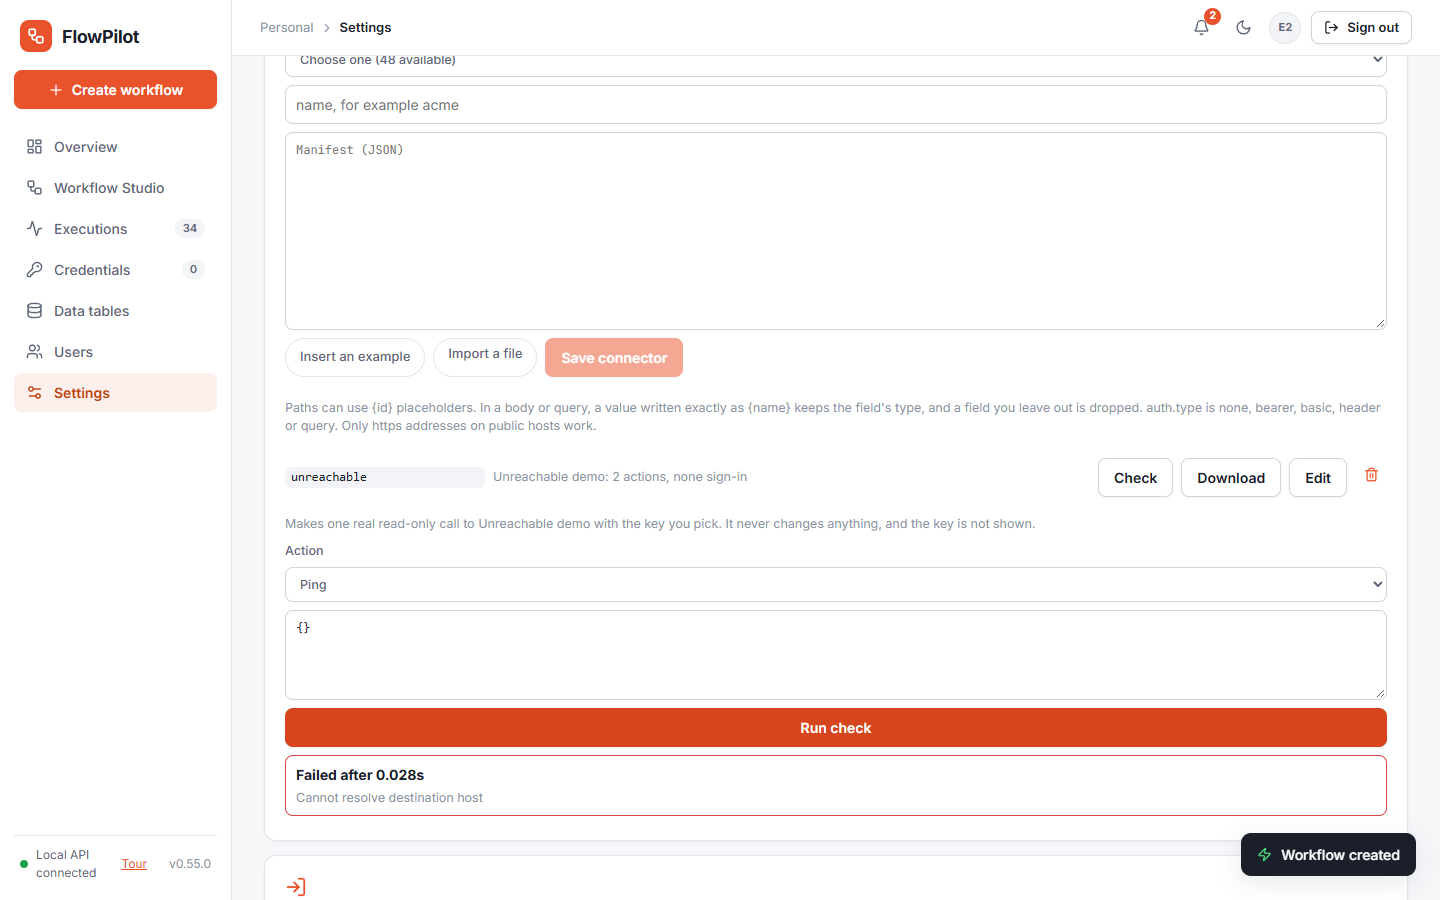 FlowPilot
Personal > Settings
2
E2
Sign out
Create workflow
Overview
Workflow Studio
Executions 34
Credentials 0
Data tables
Users
Settings
Choose one (48 available)
name, for example acme
Manifest (JSON)
Insert an example
Import a file
Save connector
Paths can use {id} placeholders. In a body or query, a value written exactly as {name} keeps the field's type, and a field you leave out is dropped. auth.type is none, bearer, basic, header
or query. Only https addresses on public hosts work.
unreachable
Unreachable demo: 2 actions, none sign-in
Check
Download
Edit
Makes one real read-only call to Unreachable demo with the key you pick. It never changes anything, and the key is not shown.
Action
Ping
{}
Run check
Failed after 0.028s
Cannot resolve destination host
Workflow created
Local API
connected
Tour
v0.55.0